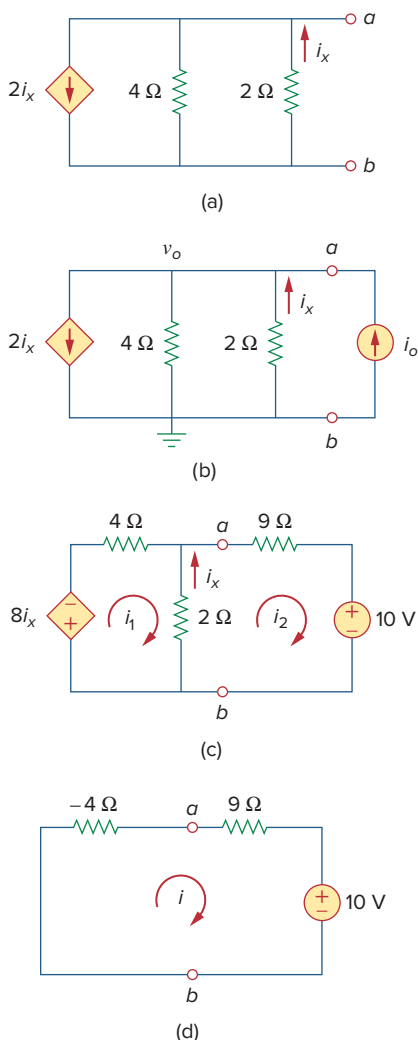 a
i_x
2i_x 4 Ω 2 Ω
b
(a)
v_o a
i_x
2i_x 4 Ω 2 Ω i_o
b
(b)
4 Ω a 9 Ω
i_x
8i_x − + i_1 2 Ω i_2 + − 10 V
b
(c)
−4 Ω a 9 Ω
i + − 10 V
b
(d)